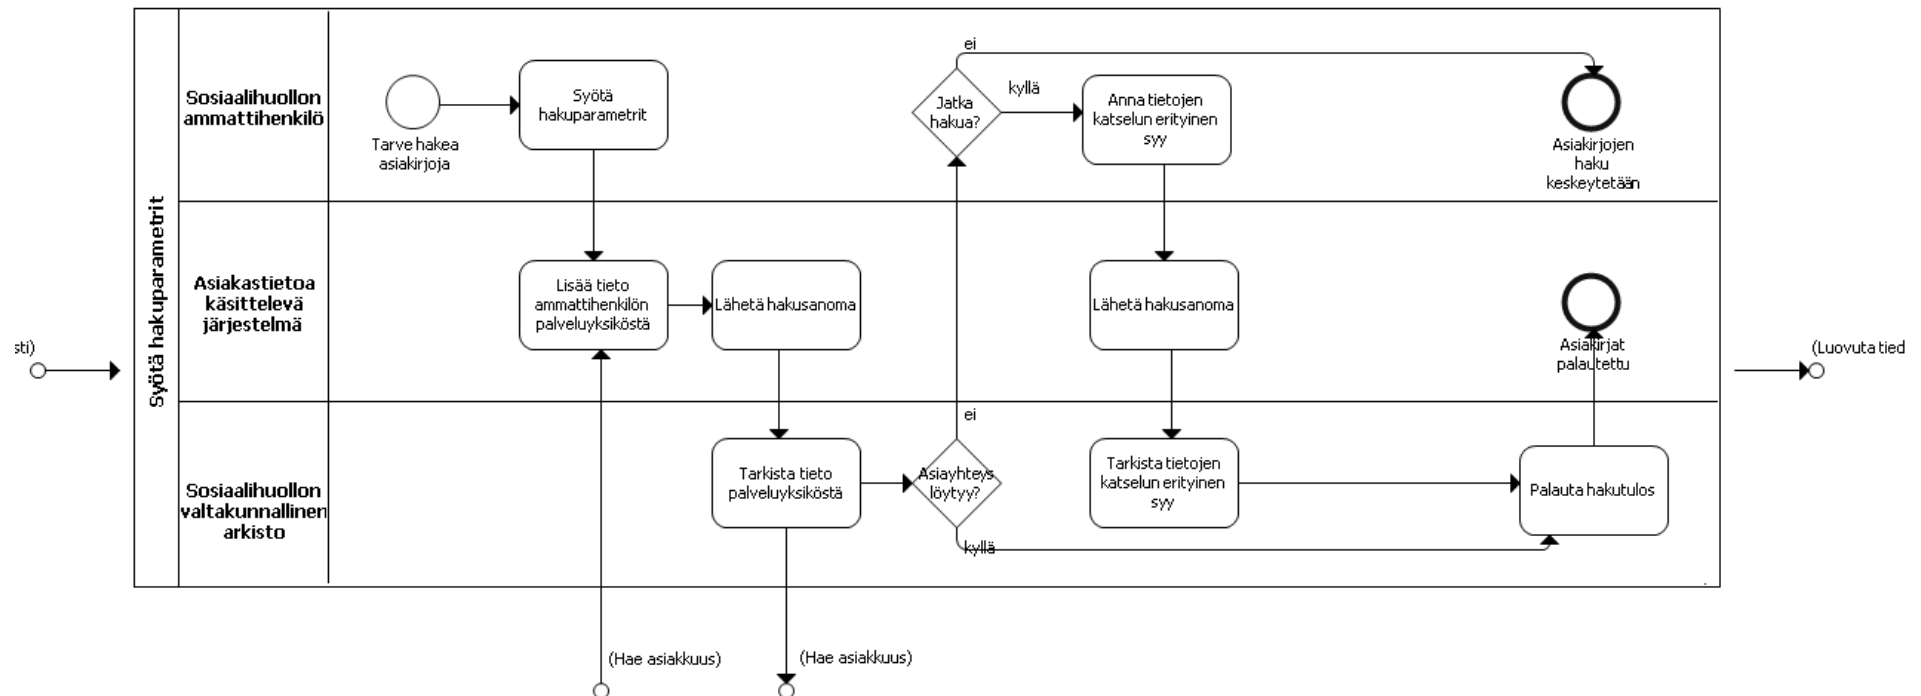 Syötä hakuparametrit
Sosiaalihuollon
ammattihenkilö
Tarve hakea
asiakirjoja
Syötä
hakuparametrit
ei
Jatka
hakua?
kyllä
Anna tietojen
katselun erityinen
syy
Asiakirjojen
haku
keskeytetään
Asiakastietoa
käsittelevä
järjestelmä
Lisää tieto
ammattihenkilön
palveluyksiköstä
Lähetä hakusanoma
Lähetä hakusanoma
Asiakirjat
palautettu
sti)
(Luovuta tied
Sosiaalihuollon
valtakunnallinen
arkisto
Tarkista tieto
palveluyksiköstä
ei
Asiayhteys
löytyy?
kyllä
Tarkista tietojen
katselun erityinen
syy
Palauta hakutulos
(Hae asiakkuus)
(Hae asiakkuus)